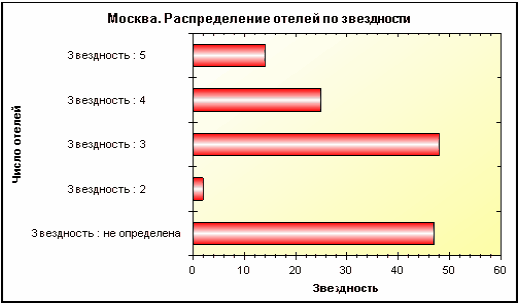 Москва. Распределение отелей по звездности
Число отелей
Звездность : 5
Звездность : 4
Звездность : 3
Звездность : 2
Звездность : не определена
0 10 20 30 40 50 60
Звездность